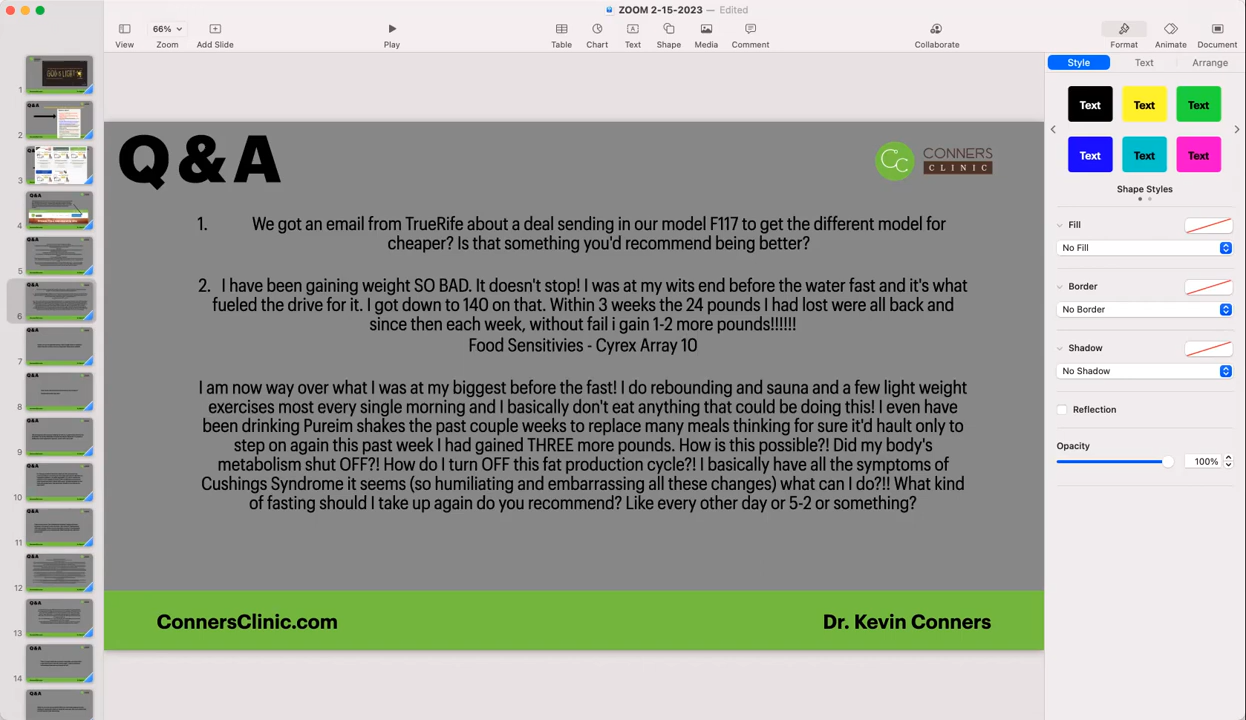 ZOOM 2-15-2023 — Edited
66%
View
Zoom
Add Slide
Play
Table
Chart
Text
Shape
Media
Comment
Collaborate
Format
Animate
Document
Style
Text
Arrange
Text
Text
Text
Text
Text
Text
Shape Styles
Fill
No Fill
Border
No Border
Shadow
No Shadow
Reflection
Opacity
100%
1
2
3
4
5
6
7
8
9
10
11
12
13
14
Q&A
CC
CONNERS
CLINIC
1. We got an email from TrueRife about a deal sending in our model F117 to get the different model for
cheaper? Is that something you'd recommend being better?
2. I have been gaining weight SO BAD. It doesn't stop! I was at my wits end before the water fast and it's what
fueled the drive for it. I got down to 140 on that. Within 3 weeks the 24 pounds I had lost were all back and
since then each week, without fail i gain 1-2 more pounds!!!!!!
Food Sensitivies - Cyrex Array 10
I am now way over what I was at my biggest before the fast! I do rebounding and sauna and a few light weight
exercises most every single morning and I basically don't eat anything that could be doing this! I even have
been drinking Pureim shakes the past couple weeks to replace many meals thinking for sure it'd hault only to
step on again this past week I had gained THREE more pounds. How is this possible?! Did my body's
metabolism shut OFF?! How do I turn OFF this fat production cycle?! I basically have all the symptoms of
Cushings Syndrome it seems (so humiliating and embarrassing all these changes) what can I do?!! What kind
of fasting should I take up again do you recommend? Like every other day or 5-2 or something?
ConnersClinic.com
Dr. Kevin Conners